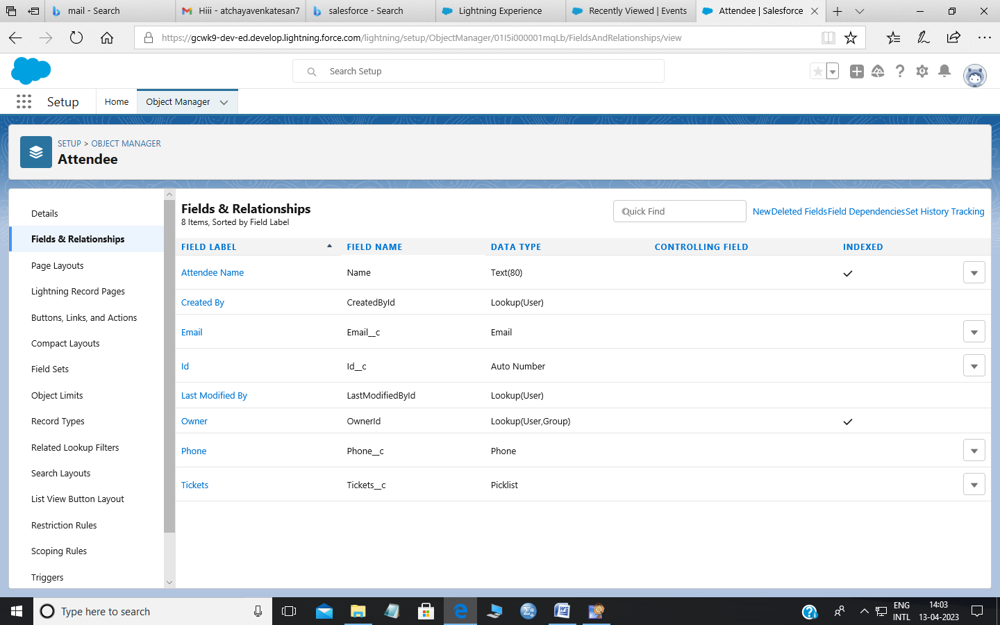 mail - Search
Hiii - atchayavenkatesan7
salesforce - Search
Lightning Experience
Recently Viewed | Events
Attendee | Salesforce
https://gcwk9-dev-ed.develop.lightning.force.com/lightning/setup/ObjectManager/01I5i000001mqLb/FieldsAndRelationships/view
Search Setup
Setup
Home
Object Manager
SETUP > OBJECT MANAGER
Attendee
Details
Fields & Relationships
Page Layouts
Lightning Record Pages
Buttons, Links, and Actions
Compact Layouts
Field Sets
Object Limits
Record Types
Related Lookup Filters
Search Layouts
List View Button Layout
Restriction Rules
Scoping Rules
Triggers
Fields & Relationships
8 Items, Sorted by Field Label
Quick Find
New Deleted Fields Field Dependencies Set History Tracking
FIELD LABEL FIELD NAME DATA TYPE CONTROLLING FIELD INDEXED
Attendee Name Name Text(80)
Created By CreatedById Lookup(User)
Email Email__c Email
Id Id__c Auto Number
Last Modified By LastModifiedById Lookup(User)
Owner OwnerId Lookup(User,Group)
Phone Phone__c Phone
Tickets Tickets__c Picklist
Type here to search
ENG
INTL
14:03
13-04-2023